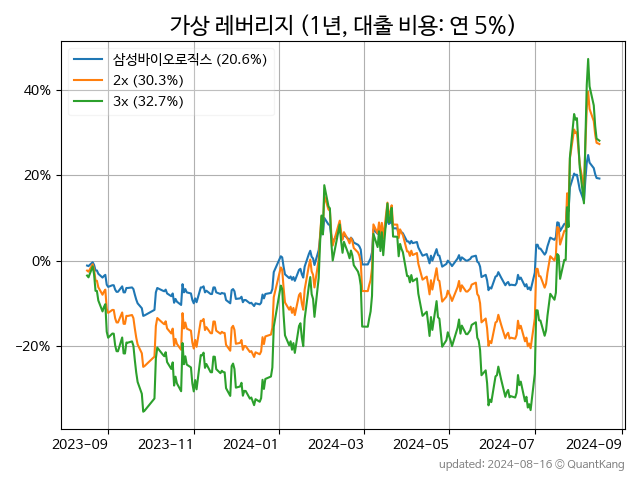 가상 레버리지 (1년, 대출 비용: 연 5%)
삼성바이오로직스 (20.6%)
2x (30.3%)
3x (32.7%)
40%
20%
0%
−20%
2023-09 2023-11 2024-01 2024-03 2024-05 2024-07 2024-09
updated: 2024-08-16 © QuantKang